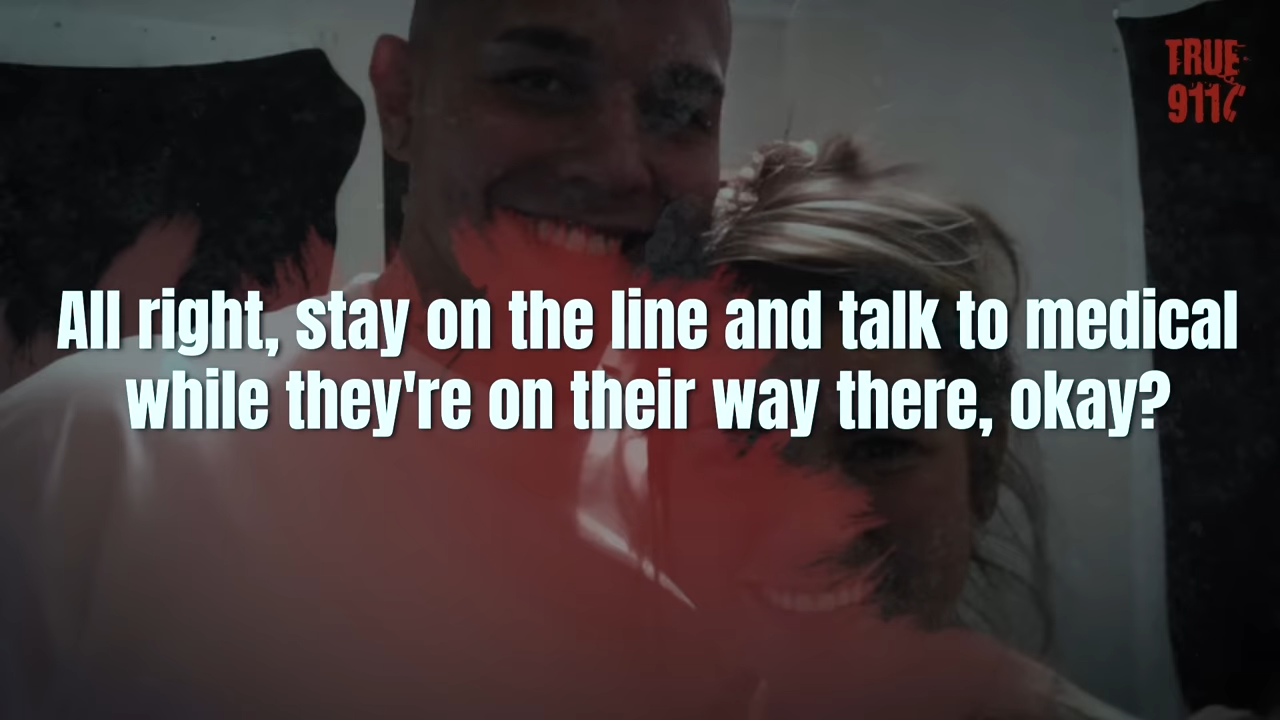 TRUE
911
All right, stay on the line and talk to medical
while they're on their way there, okay?